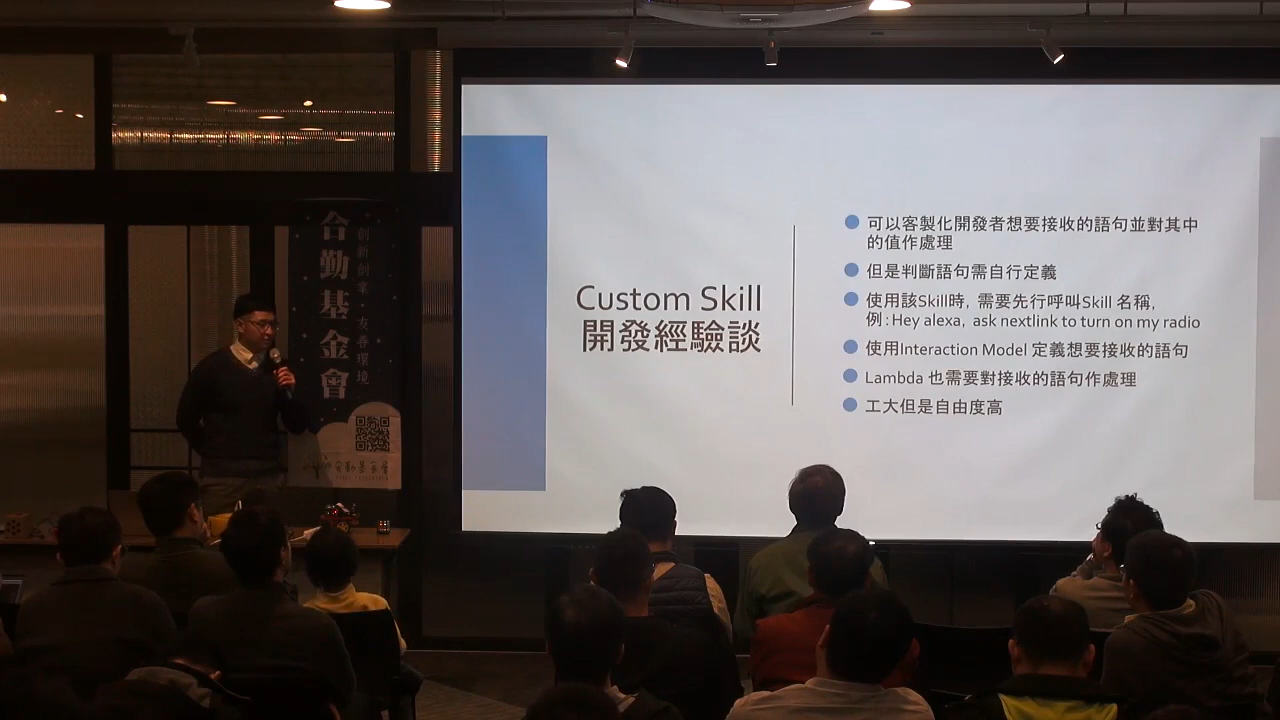 合勤基金會
創新創業·友善環境
Custom Skill
開發經驗談
可以客製化開發者想要接收的語句並對其中
的值作處理
但是判斷語句需自行定義
使用該Skill時, 需要先行呼叫Skill 名稱,
例:Hey alexa, ask nextlink to turn on my radio
使用Interaction Model 定義想要接收的語句
Lambda 也需要對接收的語句作處理
工大但是自由度高
合勤基金會